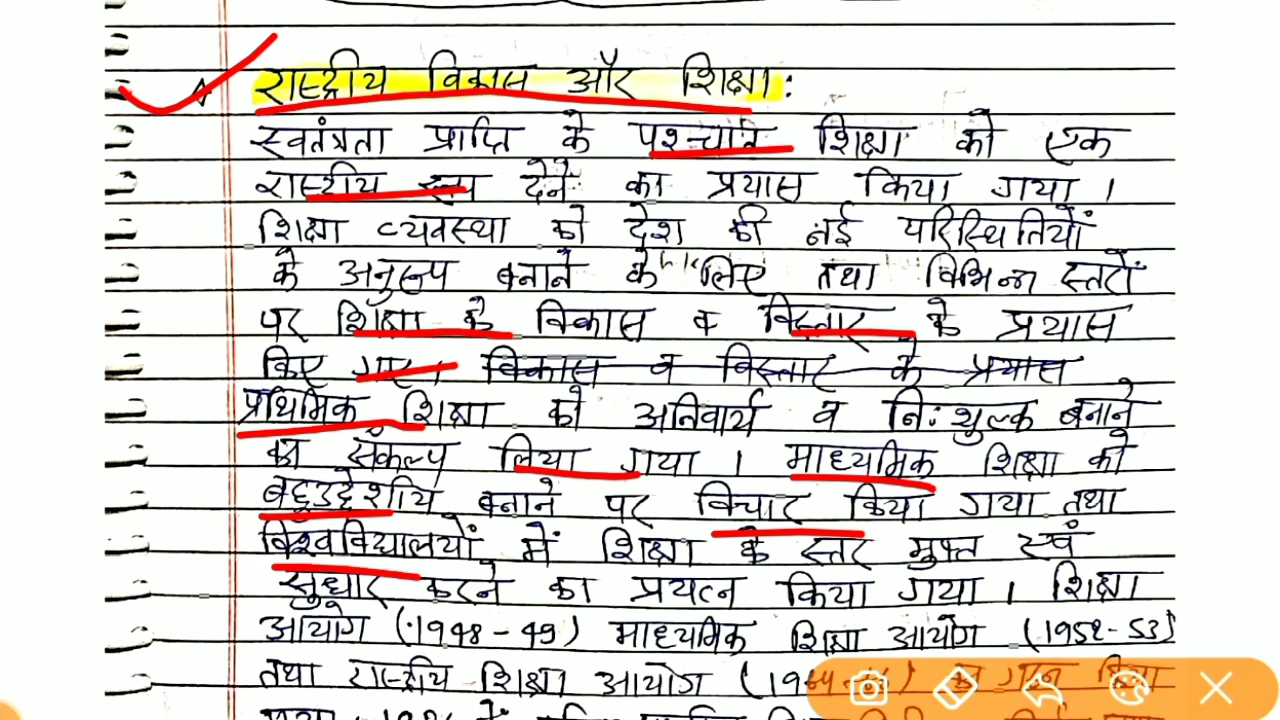 राष्ट्रीय विकास और शिक्षा:
स्वतंत्रता प्राप्ति के पश्चात शिक्षा को एक
राष्ट्रीय रूप देने का प्रयास किया गया ।
शिक्षा व्यवस्था को देश की नई परिस्थितियों
के अनुरूप बनाने के लिए तथा विभिन्न स्तरों
पर शिक्षा के विकास व विस्तार के प्रयास
किए गए । विकास व विस्तार के प्रयास
प्राथमिक शिक्षा को अनिवार्य व नि:शुल्क बनाने
का संकल्प लिया गया । माध्यमिक शिक्षा को
बहुउद्देशीय बनाने पर विचार किया गया तथा
विश्वविद्यालयों में शिक्षा के स्तर मुफ्त एवं
सुधार करने का प्रयत्न किया गया । शिक्षा
आयोग (1948-49) माध्यमिक शिक्षा आयोग (1952-53)
तथा राष्ट्रीय शिक्षा आयोग